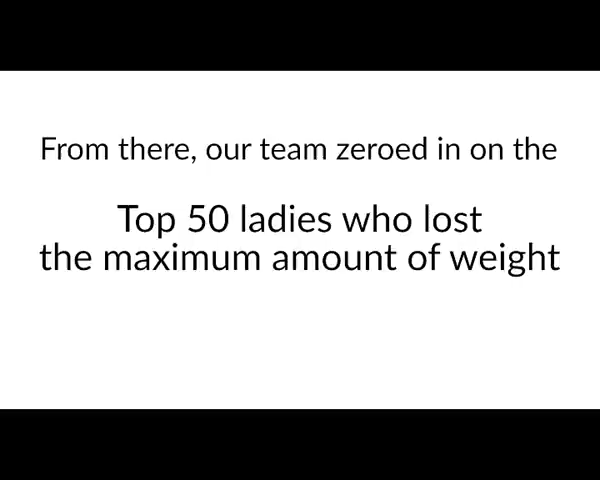 From there, our team zeroed in on the
Top 50 ladies who lost
the maximum amount of weight